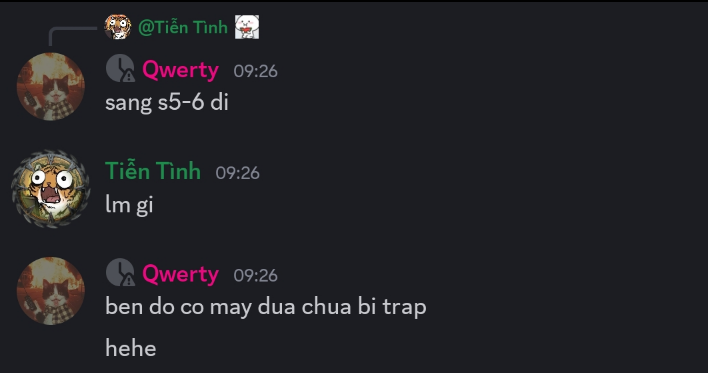 @Tiễn Tình
Qwerty 09:26
sang s5-6 di
Tiễn Tình 09:26
lm gi
Qwerty 09:26
ben do co may dua chua bi trap
hehe